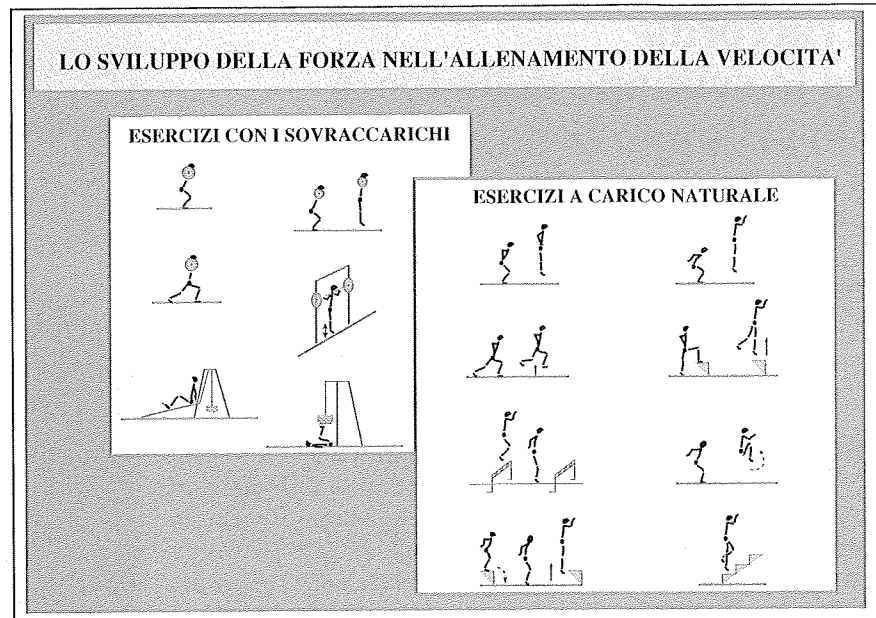 LO SVILUPPO DELLA FORZA NELL'ALLENAMENTO DELLA VELOCITA'
ESERCIZI CON I SOVRACCARICHI
ESERCIZI A CARICO NATURALE